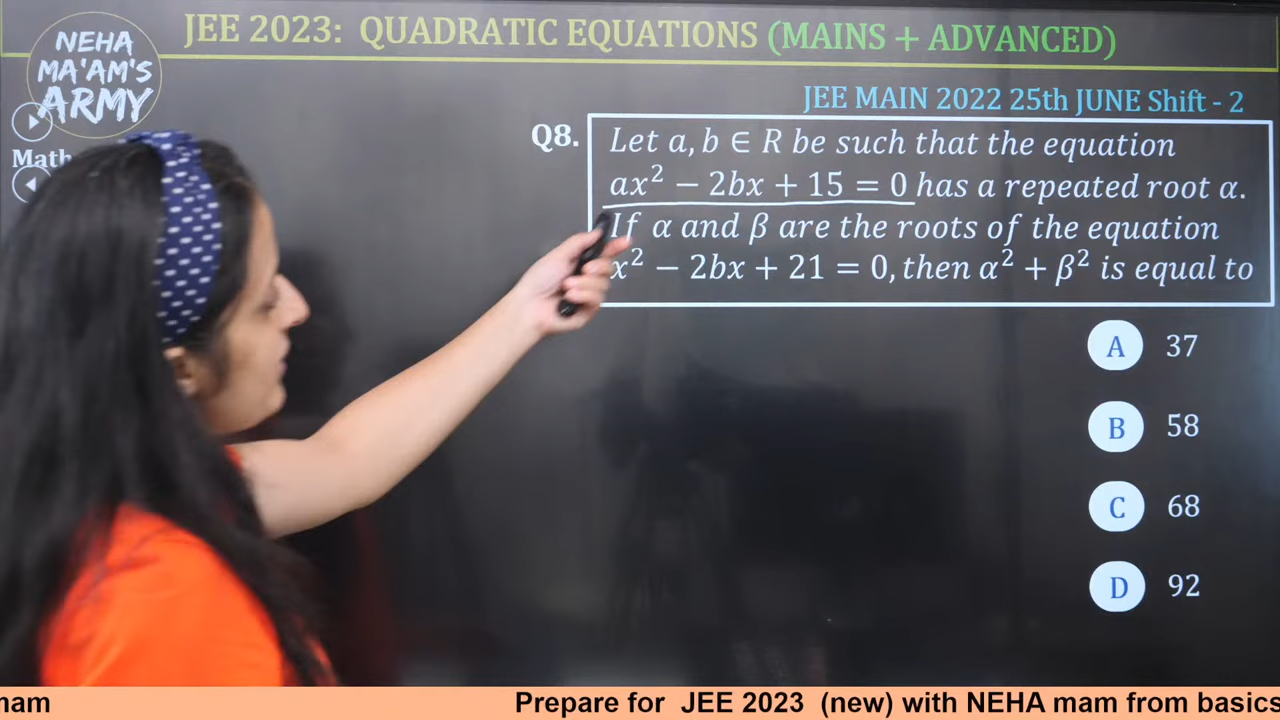 JEE 2023: QUADRATIC EQUATIONS (MAINS + ADVANCED)
NEHA
MA'AM'S
ARMY
Math
JEE MAIN 2022 25th JUNE Shift - 2
Q8. Let a, b ∈ R be such that the equation
ax² − 2bx + 15 = 0 has a repeated root α.
If α and β are the roots of the equation
x² − 2bx + 21 = 0, then α² + β² is equal to
A 37
B 58
C 68
D 92
mam Prepare for JEE 2023 (new) with NEHA mam from basics